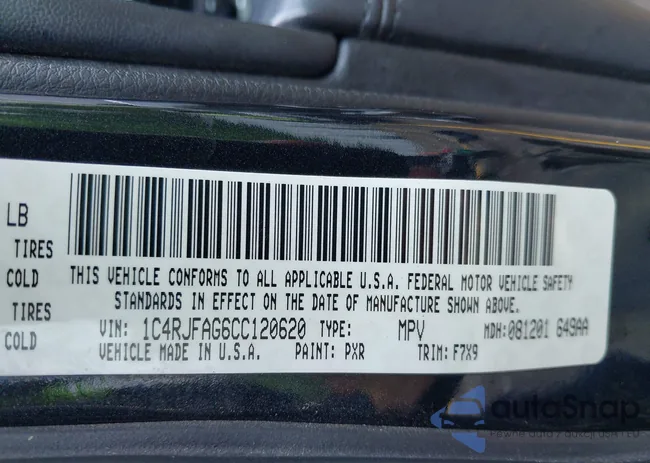 LB
TIRES
COLD
TIRES
COLD
THIS VEHICLE CONFORMS TO ALL APPLICABLE U.S.A. FEDERAL MOTOR VEHICLE SAFETY
STANDARDS IN EFFECT ON THE DATE OF MANUFACTURE SHOWN ABOVE.
VIN: 1C4RJFAG6CC120620 TYPE: MPV MDH: 081201 649AA
VEHICLE MADE IN U.S.A. PAINT: PXR TRIM: F7X9
autoSnap